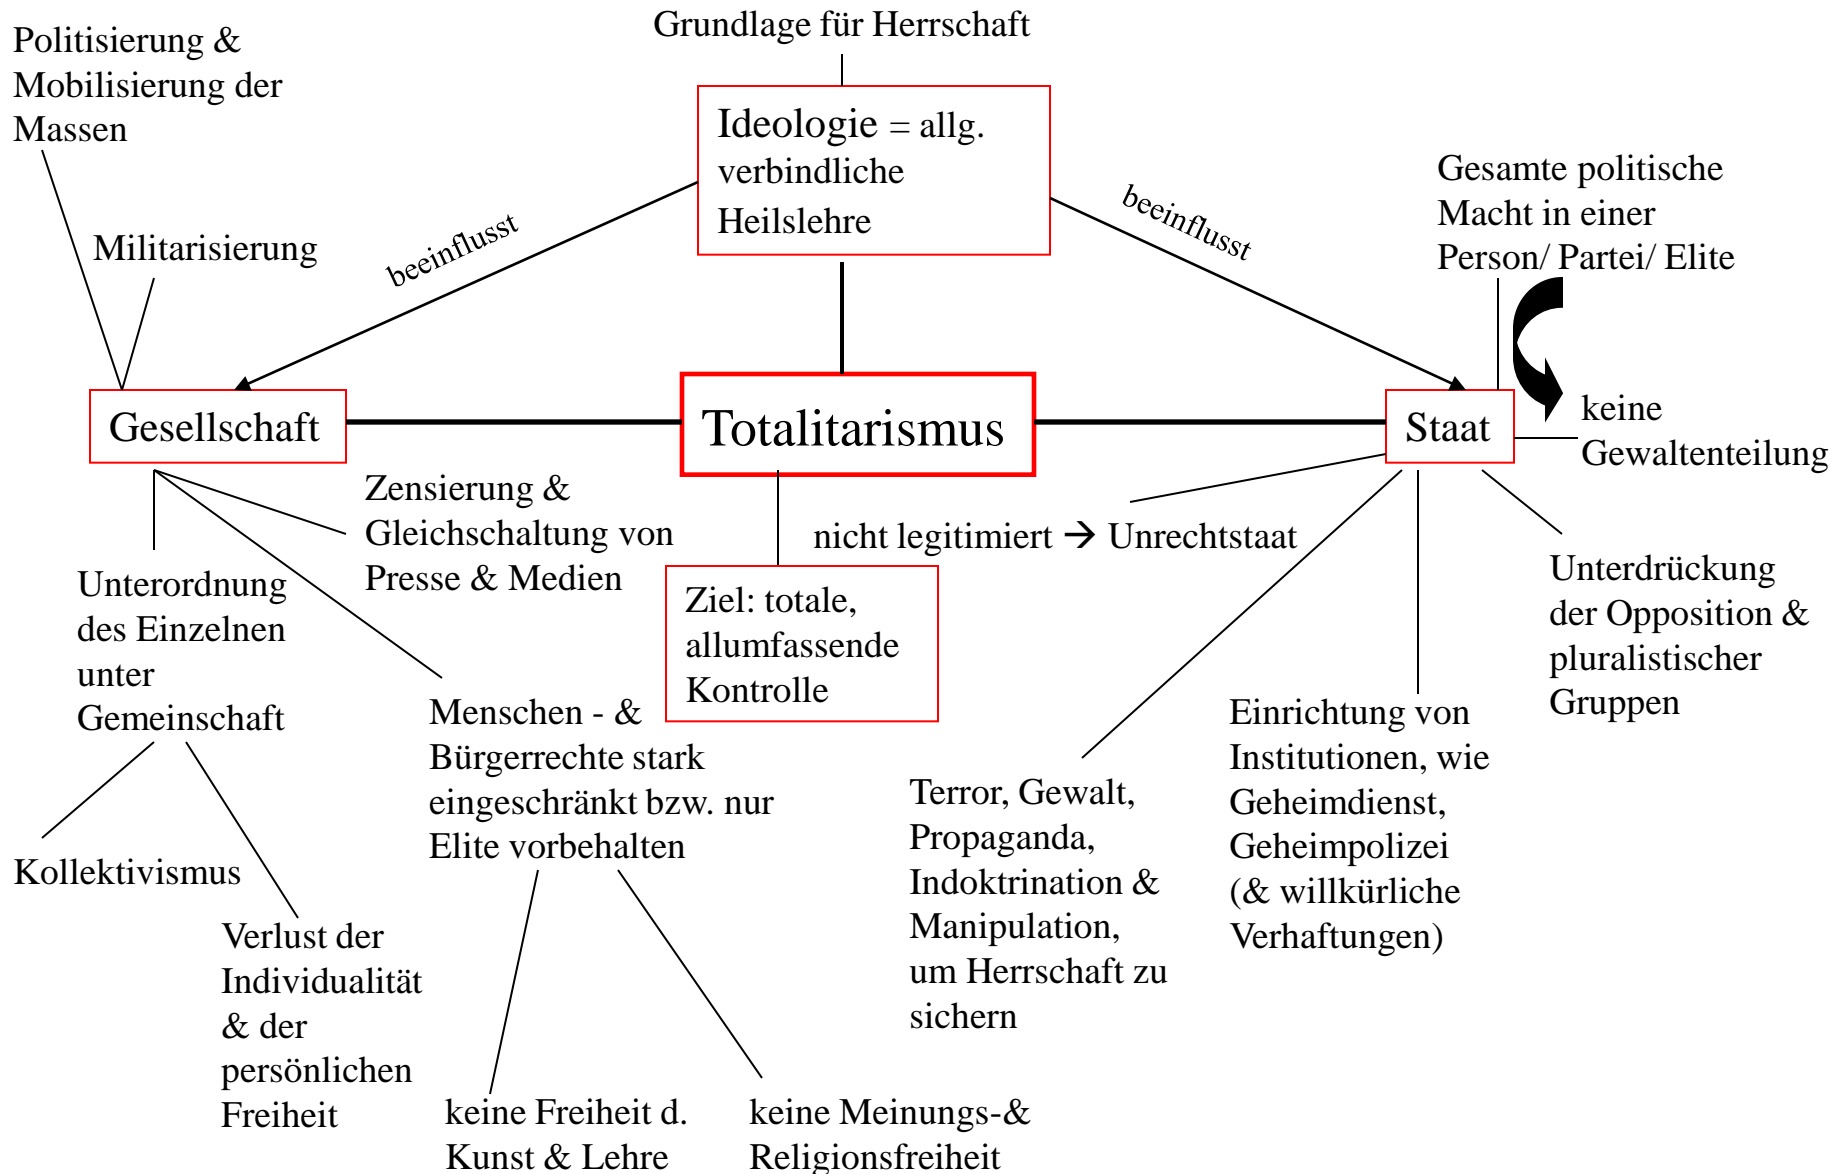 Grundlage für Herrschaft
Politisierung &
Mobilisierung der
Massen
Ideologie = allg.
verbindliche
Heilslehre
Gesamte politische
Macht in einer
Person/ Partei/ Elite
Militarisierung
beeinflusst
beeinflusst
Gesellschaft
Totalitarismus
Staat
keine
Gewaltenteilung
Zensierung &
Gleichschaltung von
Presse & Medien
nicht legitimiert → Unrechtstaat
Unterordnung
des Einzelnen
unter
Gemeinschaft
Ziel: totale,
allumfassende
Kontrolle
Unterdrückung
der Opposition &
pluralistischer
Gruppen
Menschen - &
Bürgerrechte stark
eingeschränkt bzw. nur
Elite vorbehalten
Einrichtung von
Institutionen, wie
Geheimdienst,
Geheimpolizei
(& willkürliche
Verhaftungen)
Terror, Gewalt,
Propaganda,
Indoktrination &
Manipulation,
um Herrschaft zu
sichern
Kollektivismus
Verlust der
Individualität
& der
persönlichen
Freiheit
keine Freiheit d.
Kunst & Lehre
keine Meinungs-&
Religionsfreiheit